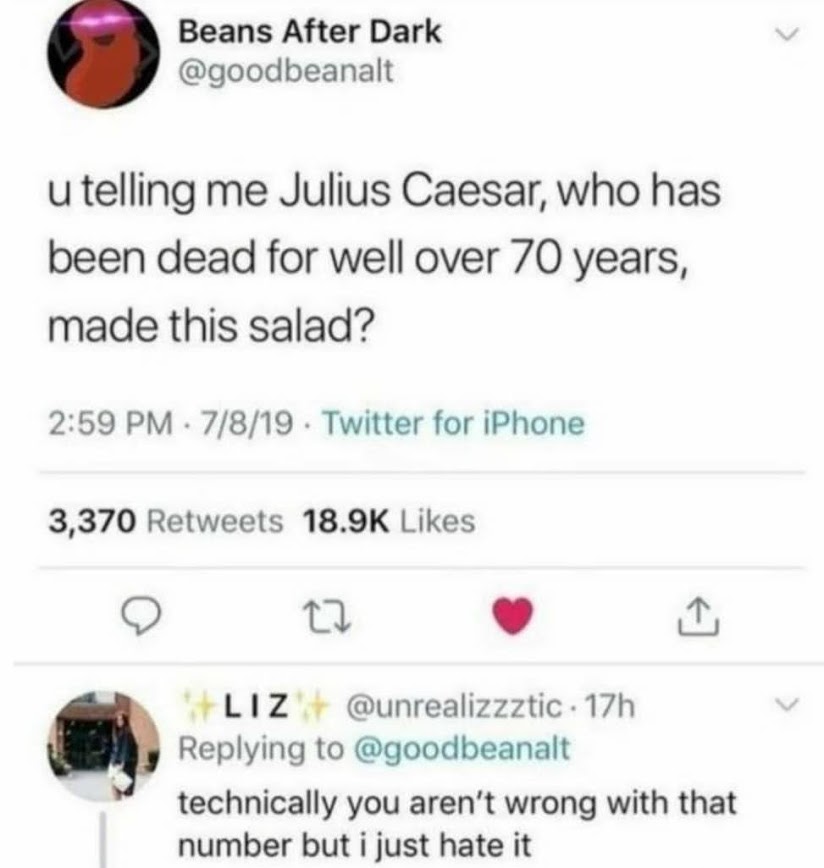 Beans After Dark
@goodbeanalt
u telling me Julius Caesar, who has
been dead for well over 70 years,
made this salad?
2:59 PM · 7/8/19 · Twitter for iPhone
3,370 Retweets 18.9K Likes
✨LIZ✨ @unrealizzztic · 17h
Replying to @goodbeanalt
technically you aren't wrong with that
number but i just hate it